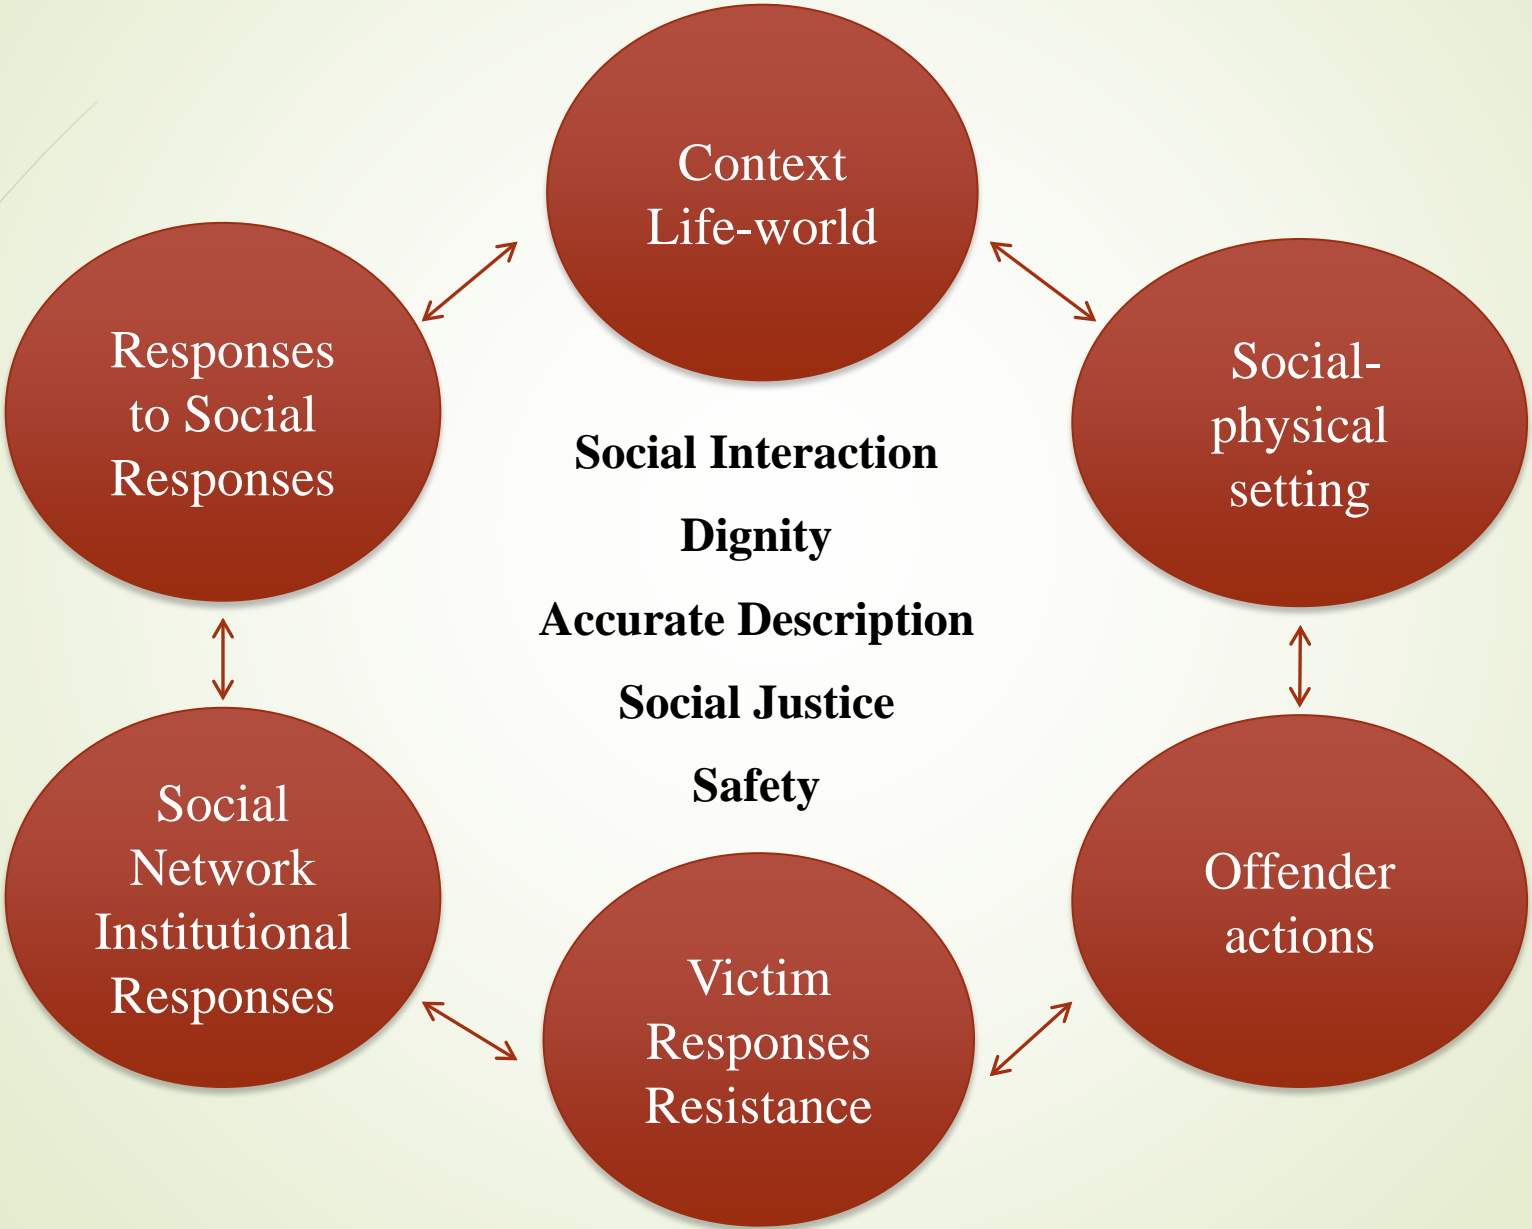 Context
Life-world
Social-
physical
setting
Offender
actions
Victim
Responses
Resistance
Social
Network
Institutional
Responses
Responses
to Social
Responses
Social Interaction
Dignity
Accurate Description
Social Justice
Safety